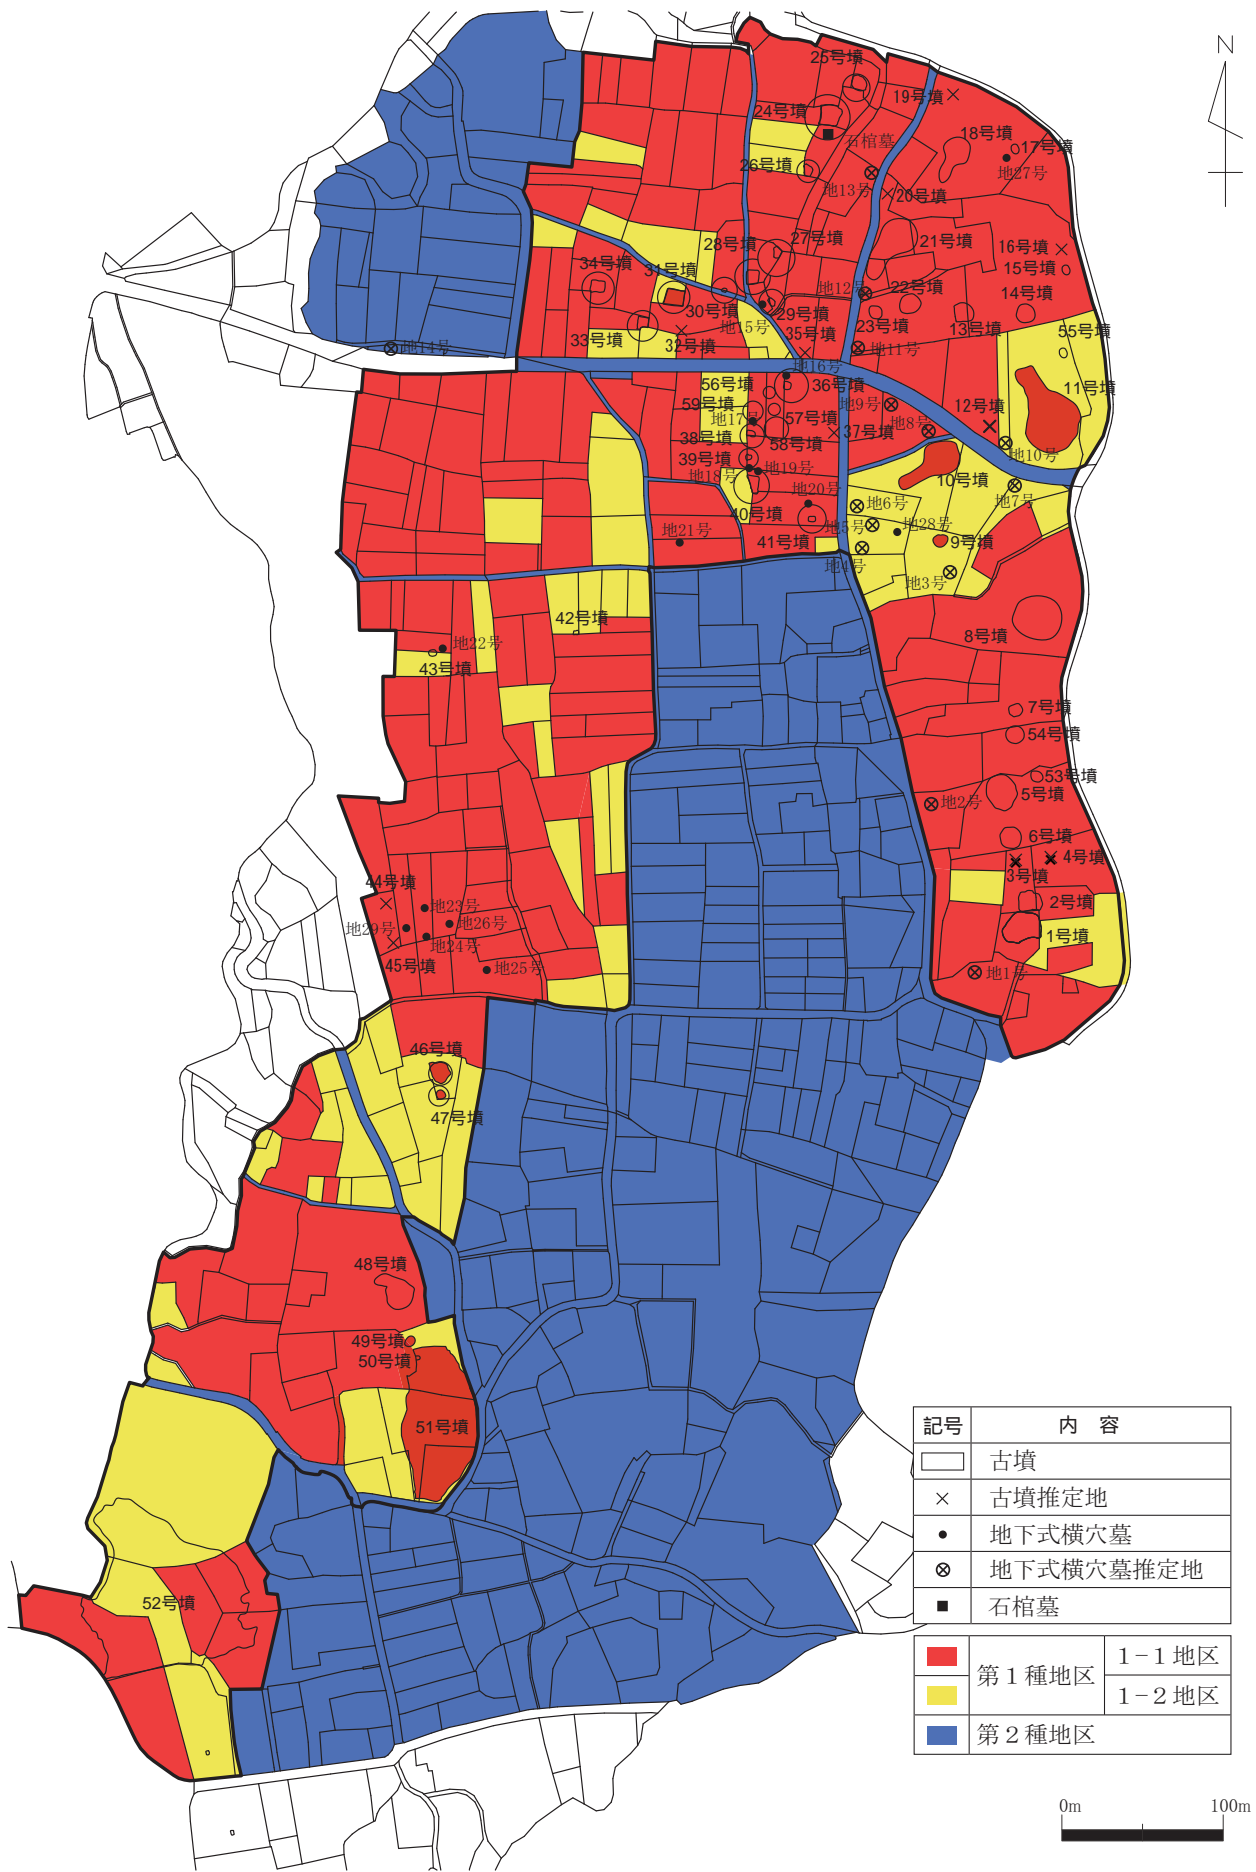 N
25号墳
19号墳
24号墳
石棺墓
18号墳
17号墳
26号墳
地13号
地27号
20号墳
28号墳
27号墳
21号墳
16号墳
34号墳
31号墳
15号墳
地12号
22号墳
14号墳
30号墳
29号墳
地15号
23号墳
13号墳
55号墳
33号墳
32号墳
35号墳
地14号
地11号
地16号
56号墳
36号墳
11号墳
59号墳
地9号
12号墳
地17号
57号墳
地8号
37号墳
38号墳
58号墳
地10号
39号墳
地18号
地19号
10号墳
地20号
地7号
地6号
40号墳
地5号
地28号
地21号
41号墳
9号墳
地4号
地3号
42号墳
8号墳
地22号
43号墳
7号墳
54号墳
53号墳
5号墳
地2号
6号墳
4号墳
3号墳
44号墳
2号墳
地23号
地29号
地26号
1号墳
地24号
45号墳
地25号
地1号
46号墳
47号墳
48号墳
49号墳
50号墳
51号墳
52号墳
記号 内 容
古墳
古墳推定地
地下式横穴墓
地下式横穴墓推定地
石棺墓
第1種地区
1-1地区
1-2地区
第2種地区
0m 100m